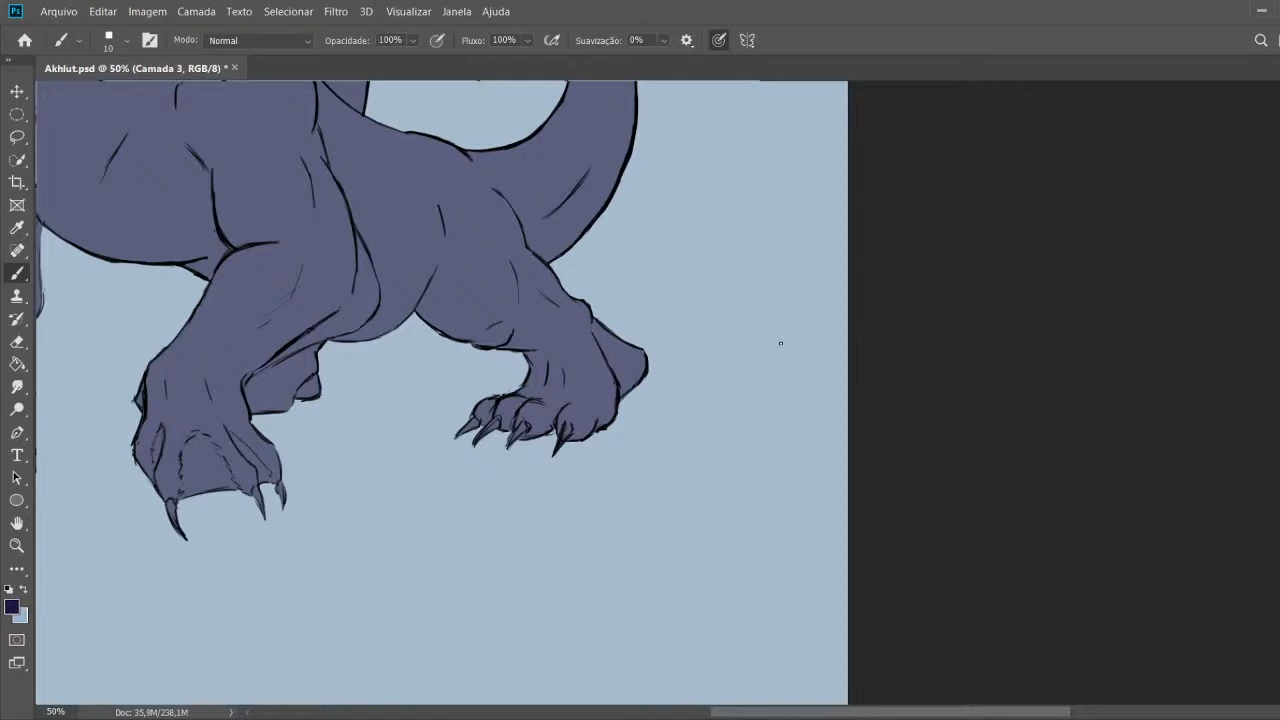 Ps Arquivo Editar Imagem Camada Texto Selecionar Filtro 3D Visualizar Janela Ajuda
10 Modo: Normal Opacidade: 100% Fluxo: 100% Suavização: 0%
Akhlut.psd @ 50% (Camada 3, RGB/8) *
50% Doc: 35,9M/238,1M